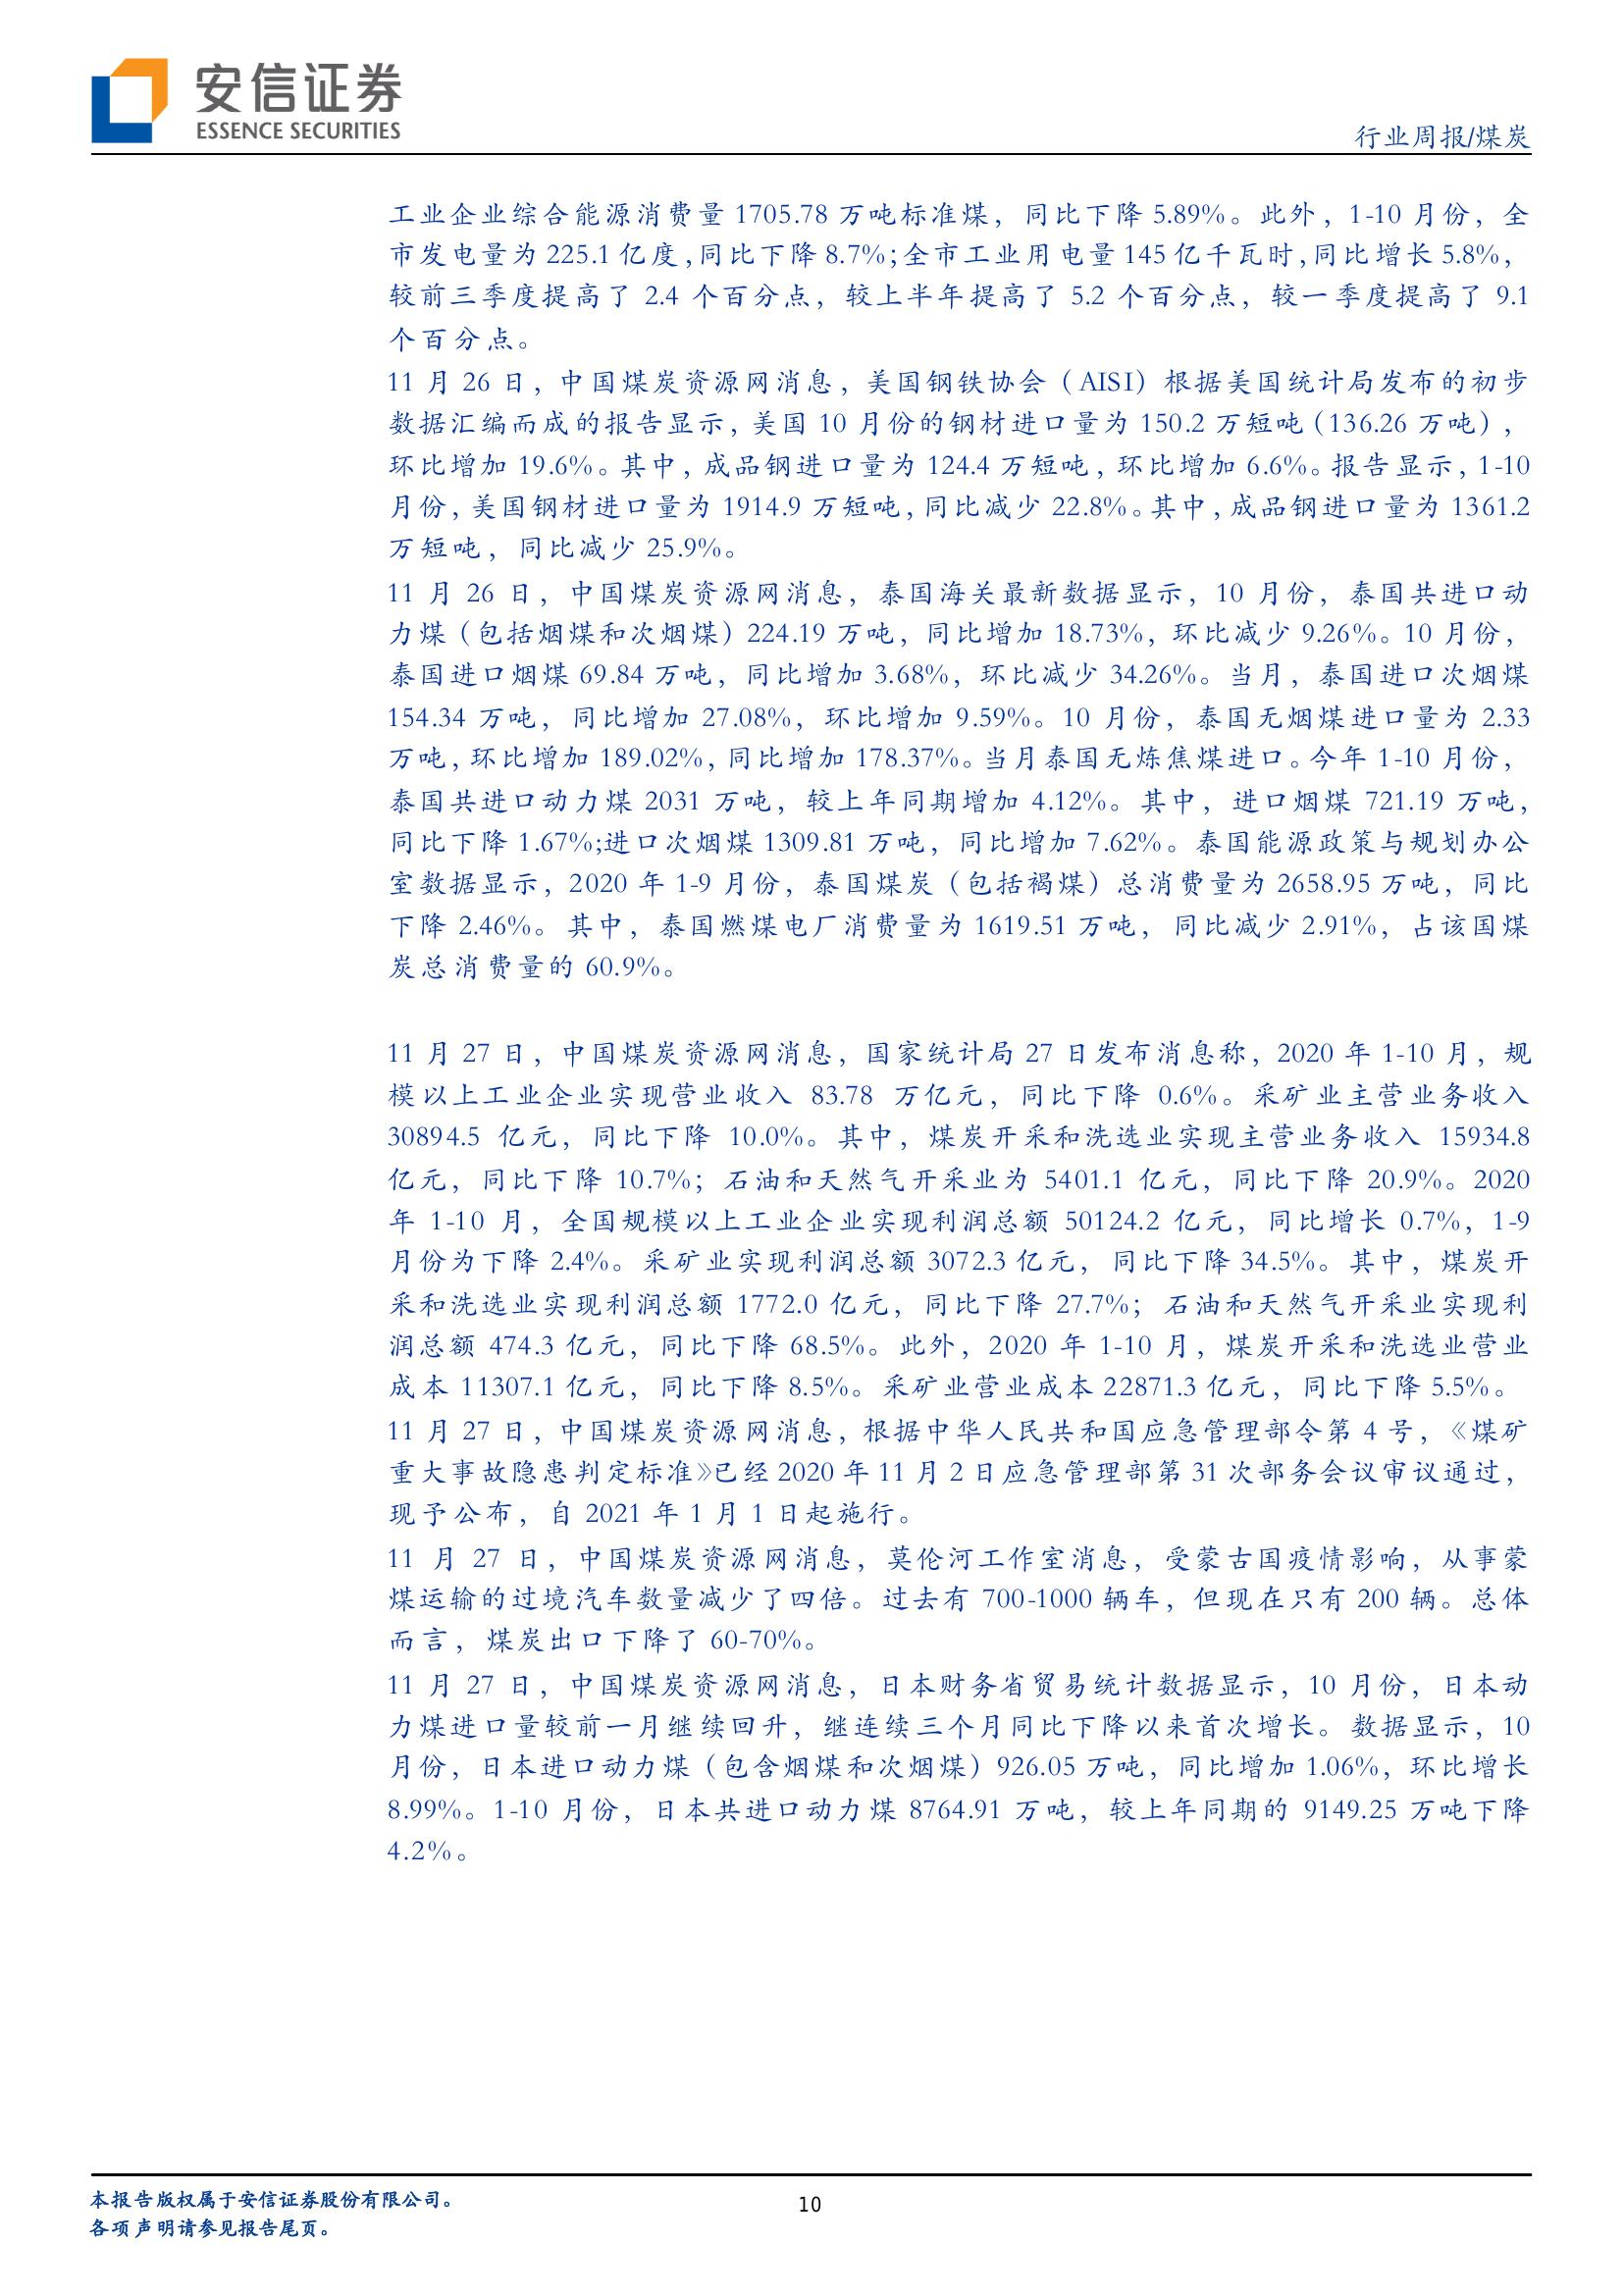 安信证券
ESSENCE SECURITIES
行业周报/煤炭
工业企业综合能源消费量 1705.78 万吨标准煤，同比下降 5.89%。此外，1-10 月份，全
市发电量为 225.1 亿度,同比下降 8.7%;全市工业用电量 145 亿千瓦时,同比增长 5.8%，
较前三季度提高了 2.4 个百分点，较上半年提高了 5.2 个百分点，较一季度提高了 9.1
个百分点。
11 月 26 日，中国煤炭资源网消息，美国钢铁协会（AISI）根据美国统计局发布的初步
数据汇编而成的报告显示，美国 10 月份的钢材进口量为 150.2 万短吨（136.26 万吨），
环比增加 19.6%。其中，成品钢进口量为 124.4 万短吨，环比增加 6.6%。报告显示，1-10
月份，美国钢材进口量为 1914.9 万短吨，同比减少 22.8%。其中，成品钢进口量为 1361.2
万短吨，同比减少 25.9%。
11 月 26 日，中国煤炭资源网消息，泰国海关最新数据显示，10 月份，泰国共进口动
力煤（包括烟煤和次烟煤）224.19 万吨，同比增加 18.73%，环比减少 9.26%。10 月份，
泰国进口烟煤 69.84 万吨，同比增加 3.68%，环比减少 34.26%。当月，泰国进口次烟煤
154.34 万吨，同比增加 27.08%，环比增加 9.59%。10 月份，泰国无烟煤进口量为 2.33
万吨，环比增加 189.02%，同比增加 178.37%。当月泰国无炼焦煤进口。今年 1-10 月份，
泰国共进口动力煤 2031 万吨，较上年同期增加 4.12%。其中，进口烟煤 721.19 万吨，
同比下降 1.67%;进口次烟煤 1309.81 万吨，同比增加 7.62%。泰国能源政策与规划办公
室数据显示，2020 年 1-9 月份，泰国煤炭（包括褐煤）总消费量为 2658.95 万吨，同比
下降 2.46%。其中，泰国燃煤电厂消费量为 1619.51 万吨，同比减少 2.91%，占该国煤
炭总消费量的 60.9%。
11 月 27 日，中国煤炭资源网消息，国家统计局 27 日发布消息称，2020 年 1-10 月，规
模以上工业企业实现营业收入 83.78 万亿元，同比下降 0.6%。采矿业主营业务收入
30894.5 亿元，同比下降 10.0%。其中，煤炭开采和洗选业实现主营业务收入 15934.8
亿元，同比下降 10.7%；石油和天然气开采业为 5401.1 亿元，同比下降 20.9%。2020
年 1-10 月，全国规模以上工业企业实现利润总额 50124.2 亿元，同比增长 0.7%，1-9
月份为下降 2.4%。采矿业实现利润总额 3072.3 亿元，同比下降 34.5%。其中，煤炭开
采和洗选业实现利润总额 1772.0 亿元，同比下降 27.7%；石油和天然气开采业实现利
润总额 474.3 亿元，同比下降 68.5%。此外，2020 年 1-10 月，煤炭开采和洗选业营业
成本 11307.1 亿元，同比下降 8.5%。采矿业营业成本 22871.3 亿元，同比下降 5.5%。
11 月 27 日，中国煤炭资源网消息，根据中华人民共和国应急管理部令第 4 号，《煤矿
重大事故隐患判定标准》已经 2020 年 11 月 2 日应急管理部第 31 次部务会议审议通过，
现予公布，自 2021 年 1 月 1 日起施行。
11 月 27 日，中国煤炭资源网消息，莫伦河工作室消息，受蒙古国疫情影响，从事蒙
煤运输的过境汽车数量减少了四倍。过去有 700-1000 辆车，但现在只有 200 辆。总体
而言，煤炭出口下降了 60-70%。
11 月 27 日，中国煤炭资源网消息，日本财务省贸易统计数据显示，10 月份，日本动
力煤进口量较前一月继续回升，继连续三个月同比下降以来首次增长。数据显示，10
月份，日本进口动力煤（包含烟煤和次烟煤）926.05 万吨，同比增加 1.06%，环比增长
8.99%。1-10 月份，日本共进口动力煤 8764.91 万吨，较上年同期的 9149.25 万吨下降
4.2%。
本报告版权属于安信证券股份有限公司。
各项声明请参见报告尾页。
10